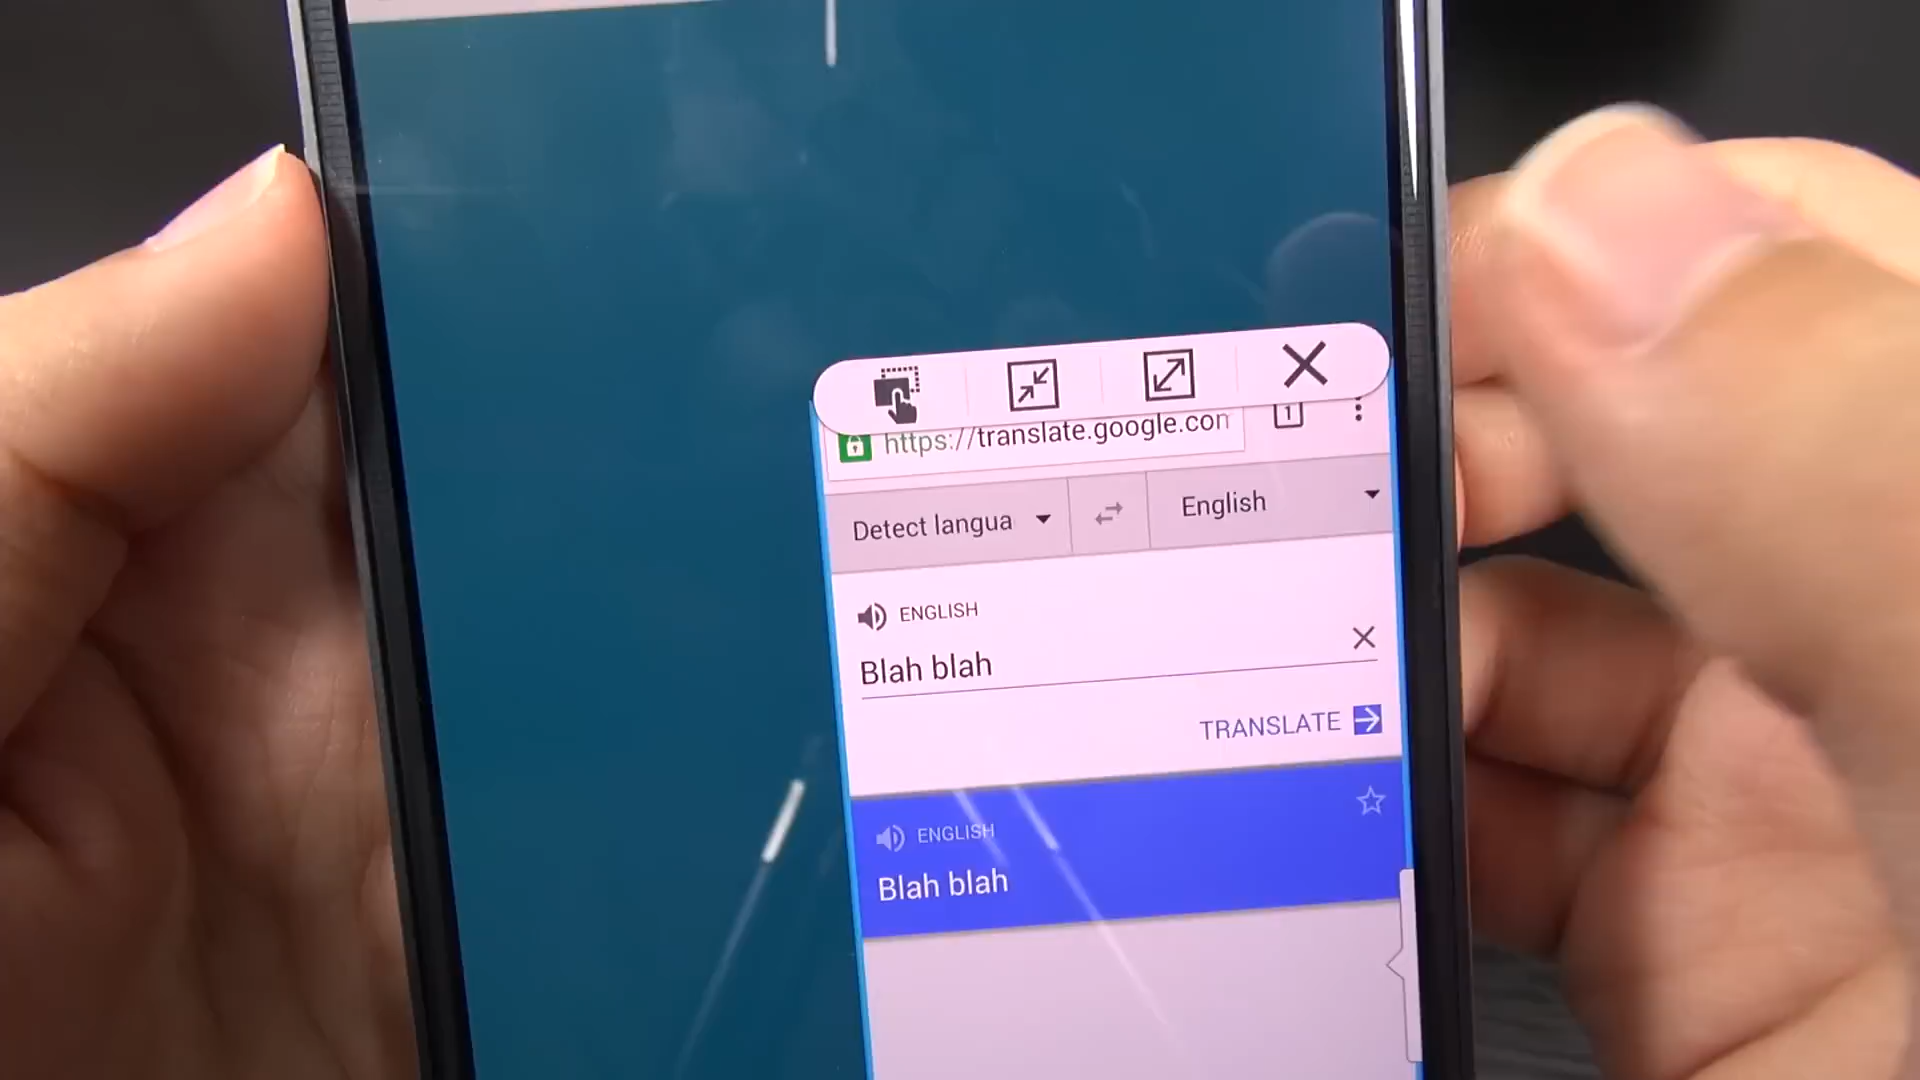 https://translate.google.con
1
Detect langua
English
ENGLISH
Blah blah
TRANSLATE
ENGLISH
Blah blah